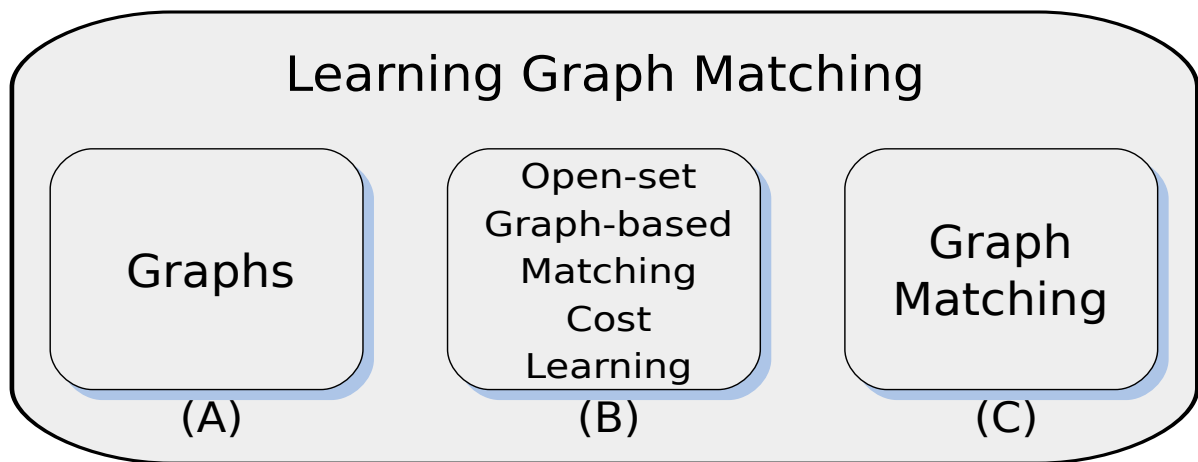 Learning Graph Matching
Graphs
(A)
Open-set
Graph-based
Matching
Cost
Learning
(B)
Graph
Matching
(C)